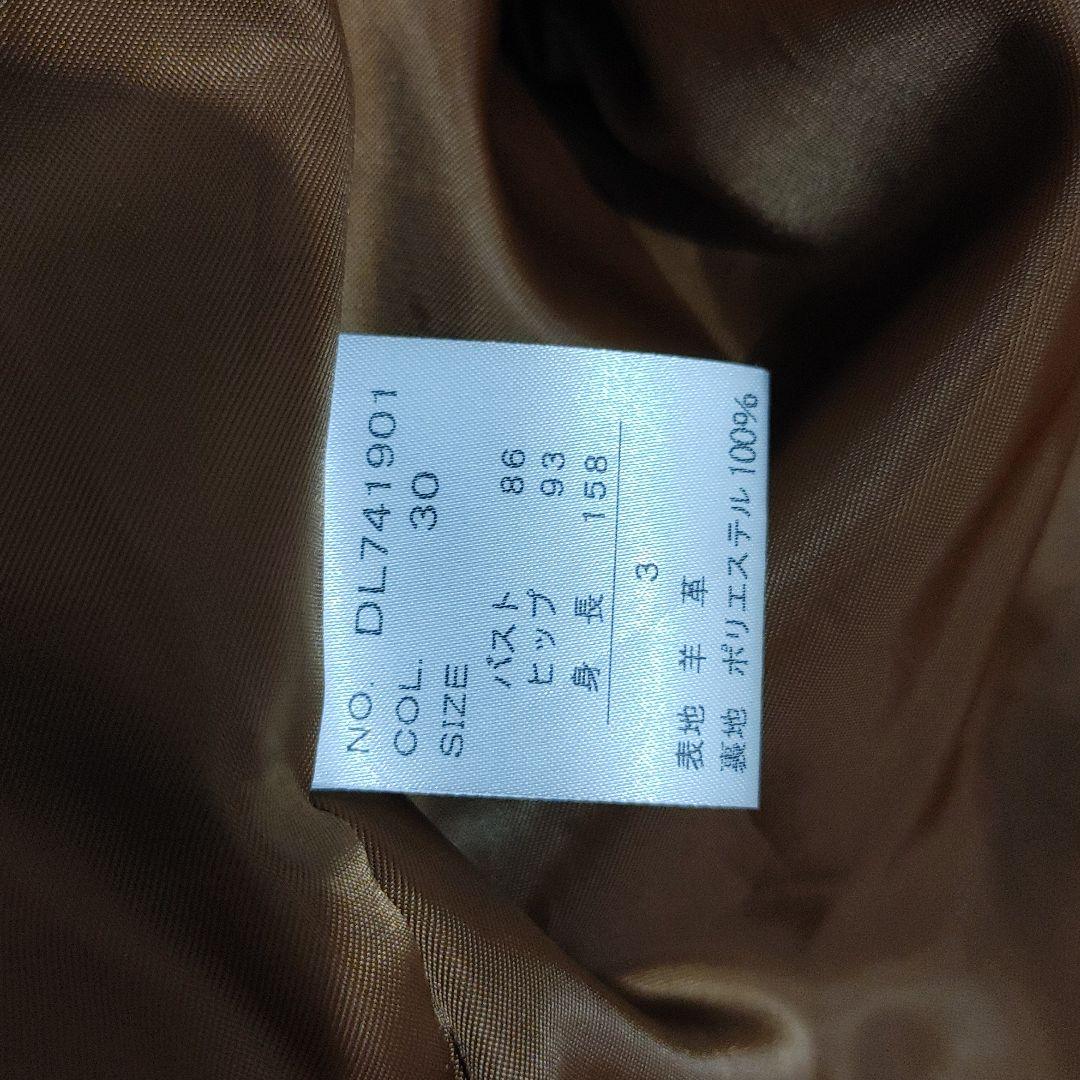 NO. DL741901
COL. 30
SIZE
バスト 86
ヒップ 93
身長 158
3
表地 羊革
裏地 ポリエステル100%